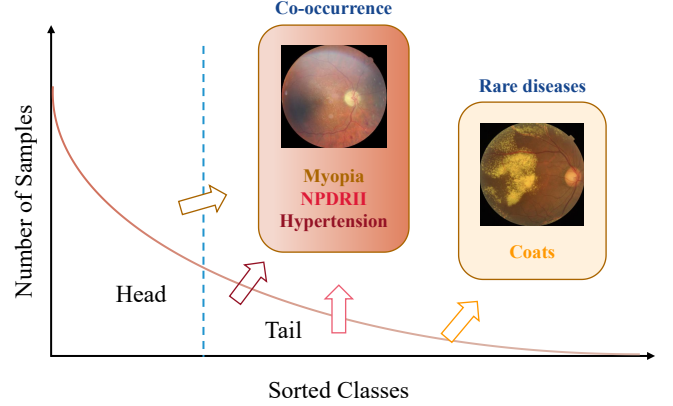 Co-occurrence
Rare diseases
Myopia
NPDRII
Hypertension
Coats
Number of Samples
Head
Tail
Sorted Classes